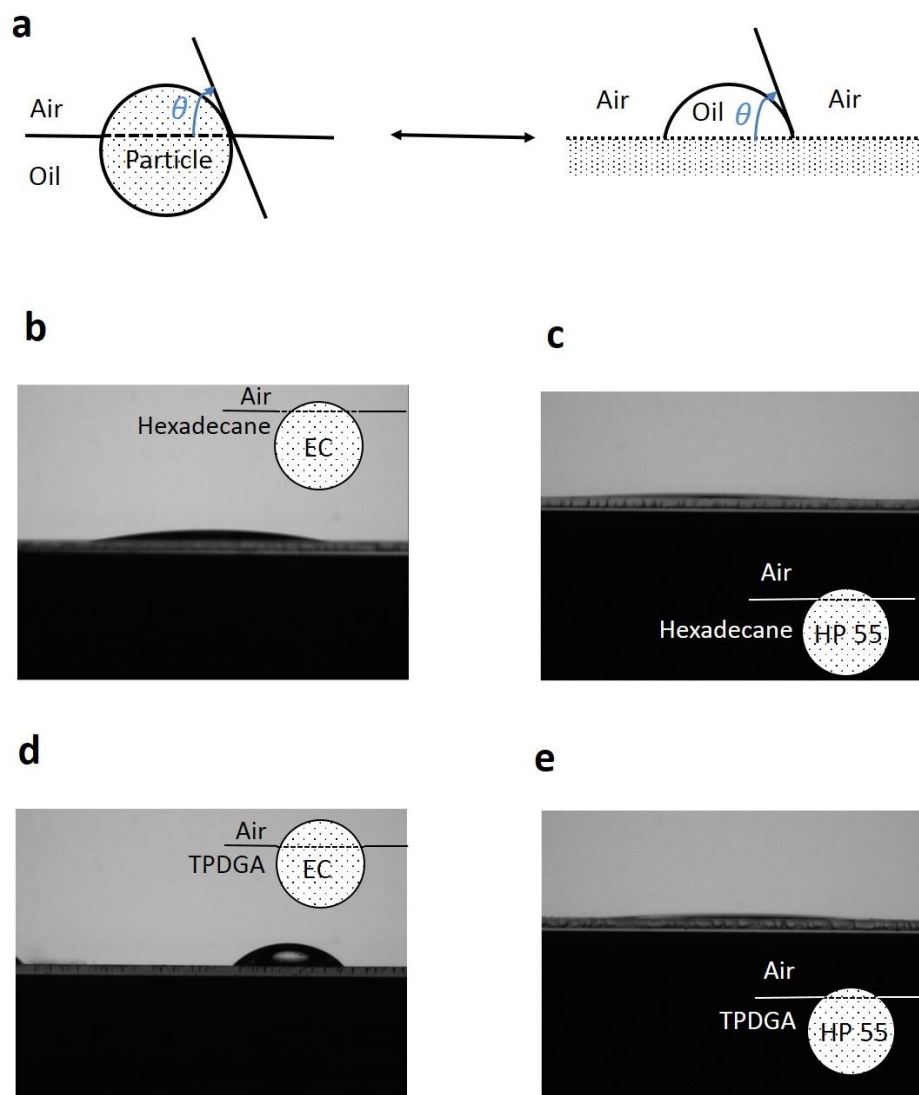 a
Air
Oil
θ
Particle
Air
Oil
θ
Air
b
Air
Hexadecane
EC
c
Air
Hexadecane
HP 55
d
Air
TPDGA
EC
e
Air
TPDGA
HP 55